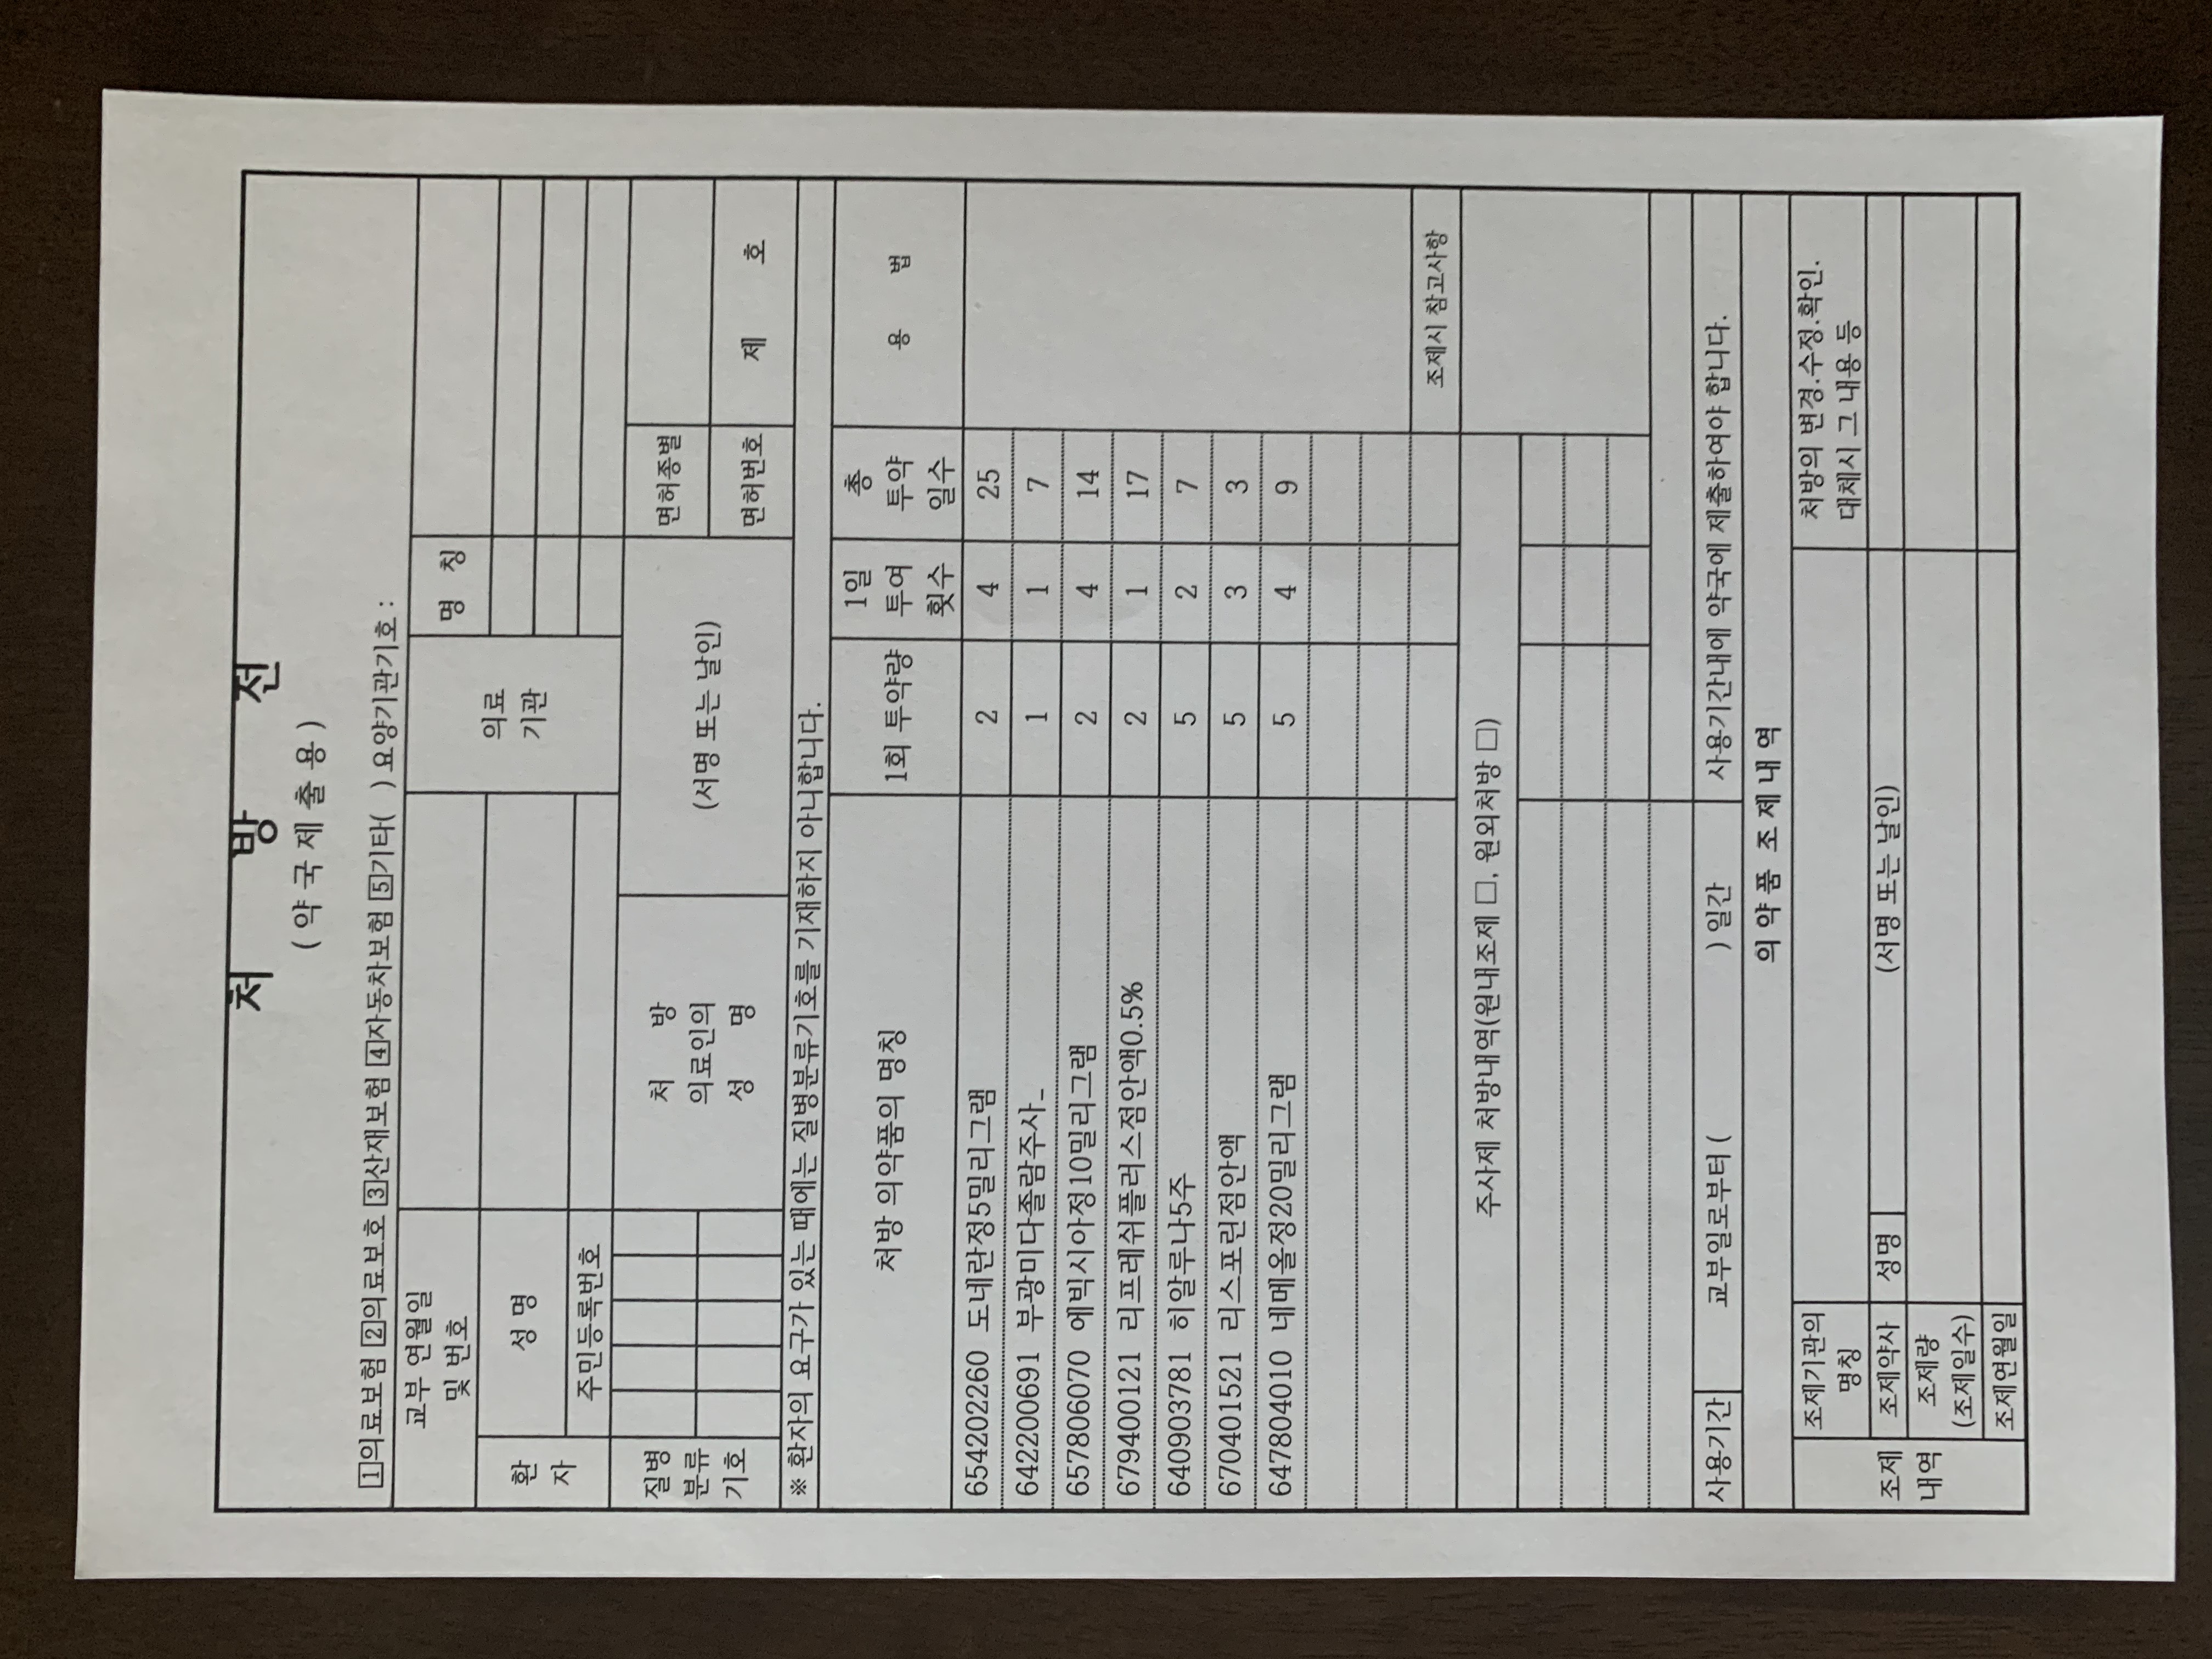 처 방 전
(약국제출용)
1의료보험 2의료보호 3산재보험 4자동차보험 5기타( ) 요양기관기호 :
교부 연월일
및 번호
의료
기관
명 칭
환
자
성 명
주민등록번호
질병
분류
기호
처 방
의료인의
성 명
(서명 또는 날인)
면허종별
면허번호
제 호
※ 환자의 요구가 있는 때에는 질병분류기호를 기재하지 아니합니다.
처방 의약품의 명칭
1회 투약량
1일
투여
횟수
총
투약
일수
용 법
654202260 도네란정5밀리그램 2 4 25
642200691 부광미다졸람주사_ 1 1 7
657806070 에빅시아정10밀리그램 2 4 14
679400121 리프레쉬플러스점안액0.5% 2 1 17
640903781 히알루나5주 5 2 7
670401521 리스포린점안액 5 3 3
647804010 네메올정20밀리그램 5 4 9
조제시 참고사항
주사제 처방내역(원내조제 □, 원외처방 □)
사용기간 교부일로부터 ( ) 일간 사용기간내에 약국에 제출하여야 합니다.
의약품 조제내역
조제
내역
조제기관의
명칭
처방의 변경.수정.확인.
대체시 그 내용 등
조제약사 성명 (서명 또는 날인)
조제량
(조제일수)
조제연월일